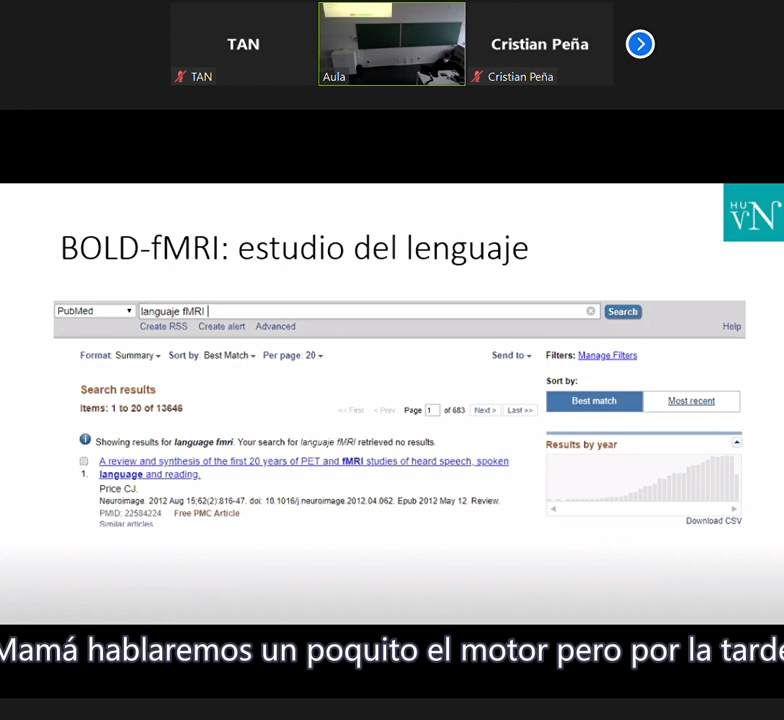 TAN
Cristian Peña
TAN
Aula
Cristian Peña
HU
VN
BOLD-fMRI: estudio del lenguaje
PubMed
languaje fMRI
Search
Create RSS Create alert Advanced
Help
Format: Summary Sort by: Best Match Per page: 20
Send to
Filters: Manage Filters
Sort by:
Best match
Most recent
Search results
Items: 1 to 20 of 13646
<< First < Prev Page 1 of 683 Next > Last >>
Showing results for language fmri. Your search for languaje fMRI retrieved no results.
A review and synthesis of the first 20 years of PET and fMRI studies of heard speech, spoken
1. language and reading.
Price CJ.
Neuroimage. 2012 Aug 15;62(2):816-47. doi: 10.1016/j.neuroimage.2012.04.062. Epub 2012 May 12. Review.
PMID: 22584224 Free PMC Article
Similar articles
Results by year
Download CSV
Mamá hablaremos un poquito el motor pero por la tarde